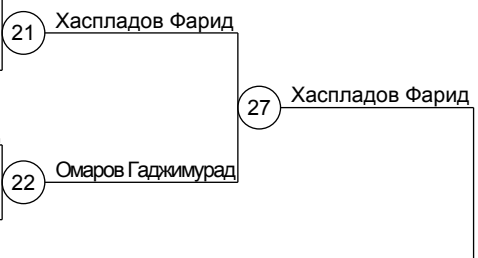 21 Хаспладов Фарид
27 Хаспладов Фарид
22 Омаров Гаджимурад